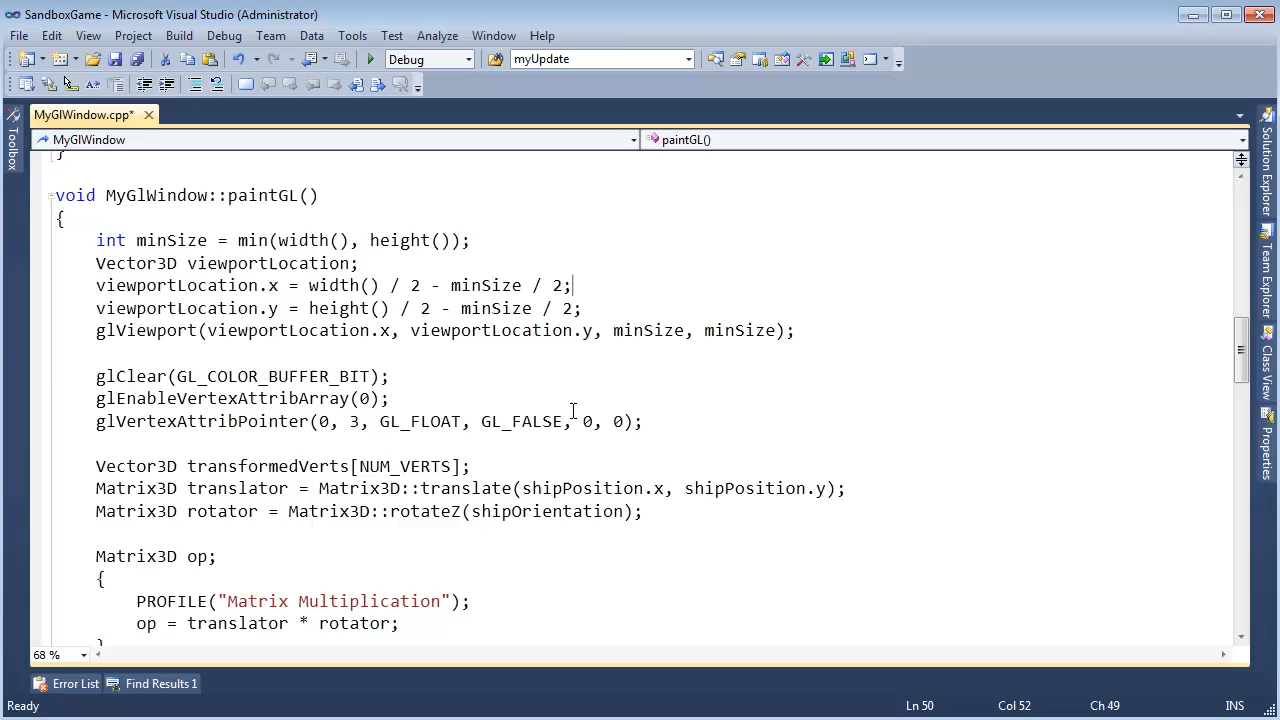 SandboxGame - Microsoft Visual Studio (Administrator)
File Edit View Project Build Debug Team Data Tools Test Analyze Window Help
Debug myUpdate
MyGlWindow.cpp*
MyGlWindow paintGL()
}
void MyGlWindow::paintGL()
{
int minSize = min(width(), height());
Vector3D viewportLocation;
viewportLocation.x = width() / 2 - minSize / 2;
viewportLocation.y = height() / 2 - minSize / 2;
glViewport(viewportLocation.x, viewportLocation.y, minSize, minSize);
glClear(GL_COLOR_BUFFER_BIT);
glEnableVertexAttribArray(0);
glVertexAttribPointer(0, 3, GL_FLOAT, GL_FALSE, 0, 0);
Vector3D transformedVerts[NUM_VERTS];
Matrix3D translator = Matrix3D::translate(shipPosition.x, shipPosition.y);
Matrix3D rotator = Matrix3D::rotateZ(shipOrientation);
Matrix3D op;
{
PROFILE("Matrix Multiplication");
op = translator * rotator;
}
68 %
Toolbox
Solution Explorer
Team Explorer
Class View
Properties
Error List Find Results 1
Ready Ln 50 Col 52 Ch 49 INS